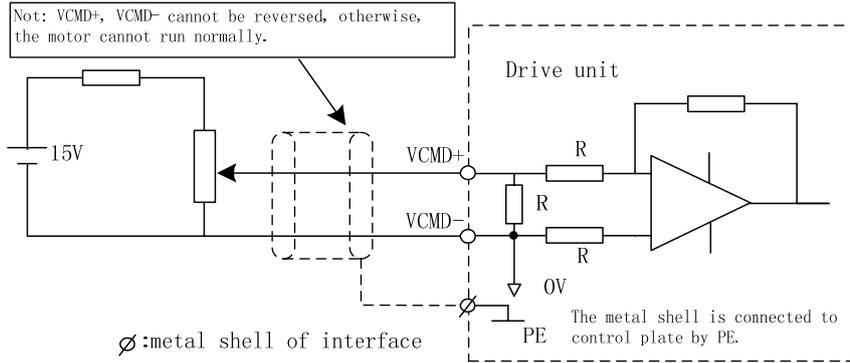 Not: VCMD+, VCMD- cannot be reversed, otherwise,
the motor cannot run normally.
Drive unit
15V
VCMD+
R
R
VCMD-
R
0V
PE
The metal shell is connected to
control plate by PE.
:metal shell of interface